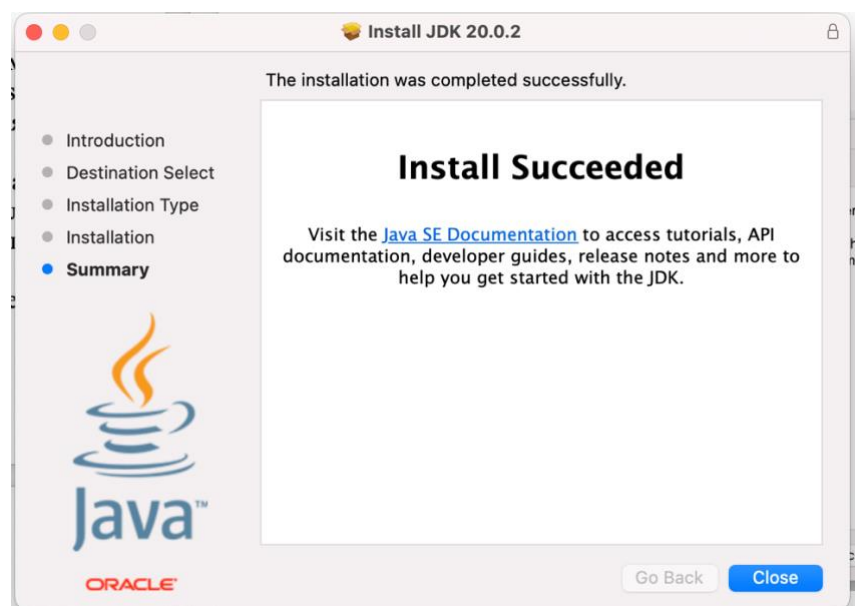 Install JDK 20.0.2
The installation was completed successfully.
Introduction
Destination Select
Installation Type
Installation
Summary
Install Succeeded
Visit the Java SE Documentation to access tutorials, API
documentation, developer guides, release notes and more to
help you get started with the JDK.
Java™
ORACLE®
Go Back
Close